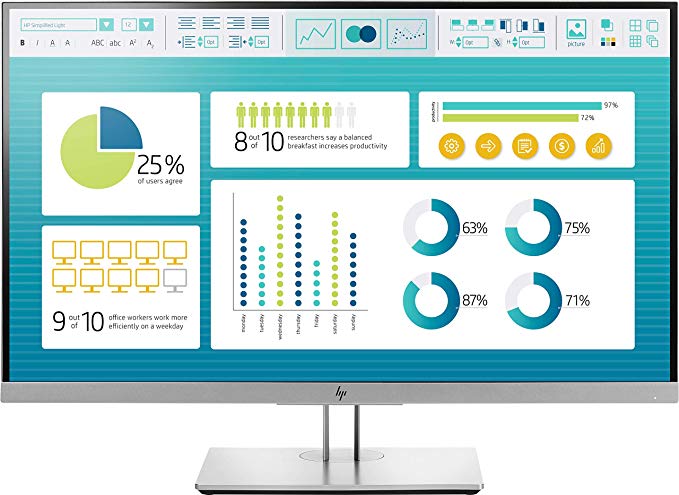 HP Simplified Light
12
0pt
0pt
W
0pt
H
0pt
picture
B I A A ABC abc A² A₂
25%
of users agree
8 out of 10 researchers say a balanced
breakfast increases productivity
productivity
97%
72%
9 out of 10 office workers work more
efficiently on a weekday
monday
tuesday
wednesday
thursday
friday
saturday
sunday
63%
75%
87%
71%
hp